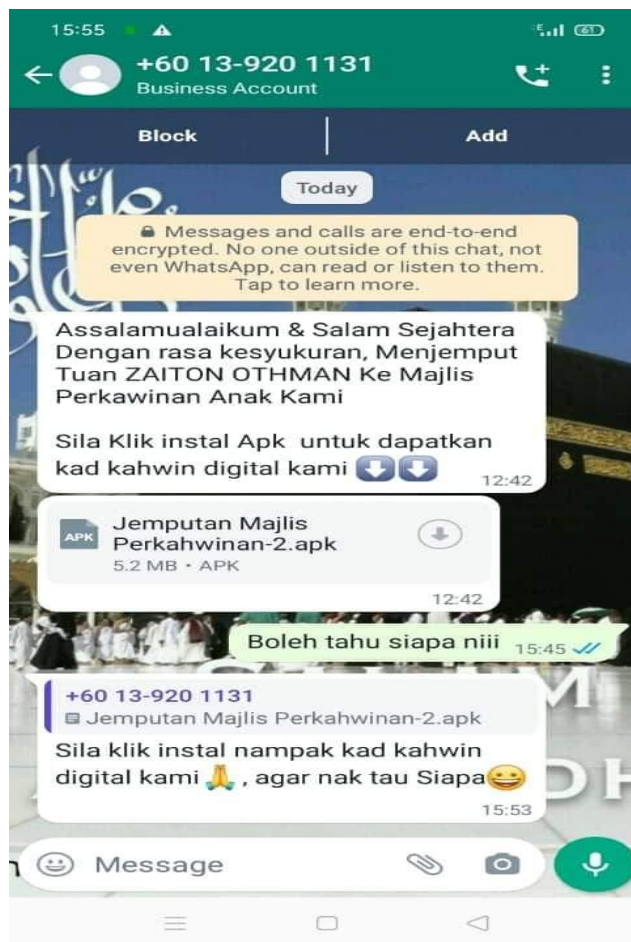 15:55
61
+60 13-920 1131
Business Account
Block
Add
Today
Messages and calls are end-to-end
encrypted. No one outside of this chat, not
even WhatsApp, can read or listen to them.
Tap to learn more.
Assalamualaikum & Salam Sejahtera
Dengan rasa kesyukuran, Menjemput
Tuan ZAITON OTHMAN Ke Majlis
Perkawinan Anak Kami
Sila Klik instal Apk untuk dapatkan
kad kahwin digital kami ⬇️⬇️
12:42
APK
Jemputan Majlis
Perkahwinan-2.apk
5.2 MB • APK
12:42
Boleh tahu siapa niii
15:45
+60 13-920 1131
Jemputan Majlis Perkahwinan-2.apk
Sila klik instal nampak kad kahwin
digital kami 🙏 , agar nak tau Siapa😀
15:53
Message